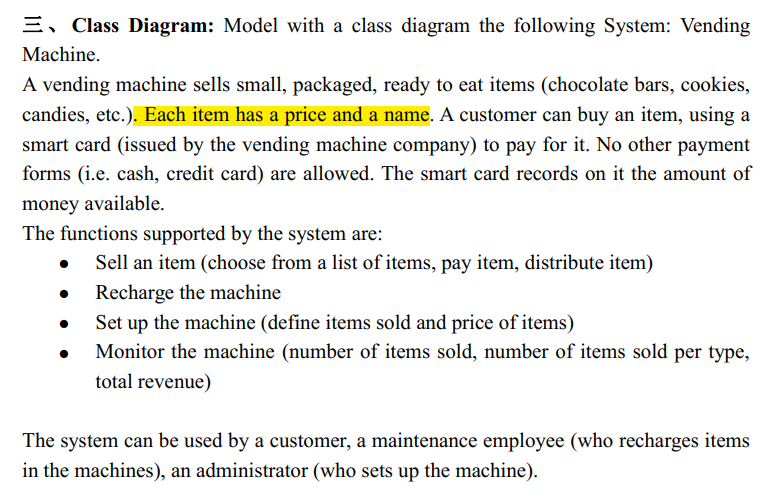 三、Class Diagram: Model with a class diagram the following System: Vending
Machine.
A vending machine sells small, packaged, ready to eat items (chocolate bars, cookies,
candies, etc.). Each item has a price and a name. A customer can buy an item, using a
smart card (issued by the vending machine company) to pay for it. No other payment
forms (i.e. cash, credit card) are allowed. The smart card records on it the amount of
money available.
The functions supported by the system are:
● Sell an item (choose from a list of items, pay item, distribute item)
● Recharge the machine
● Set up the machine (define items sold and price of items)
● Monitor the machine (number of items sold, number of items sold per type,
total revenue)
The system can be used by a customer, a maintenance employee (who recharges items
in the machines), an administrator (who sets up the machine).